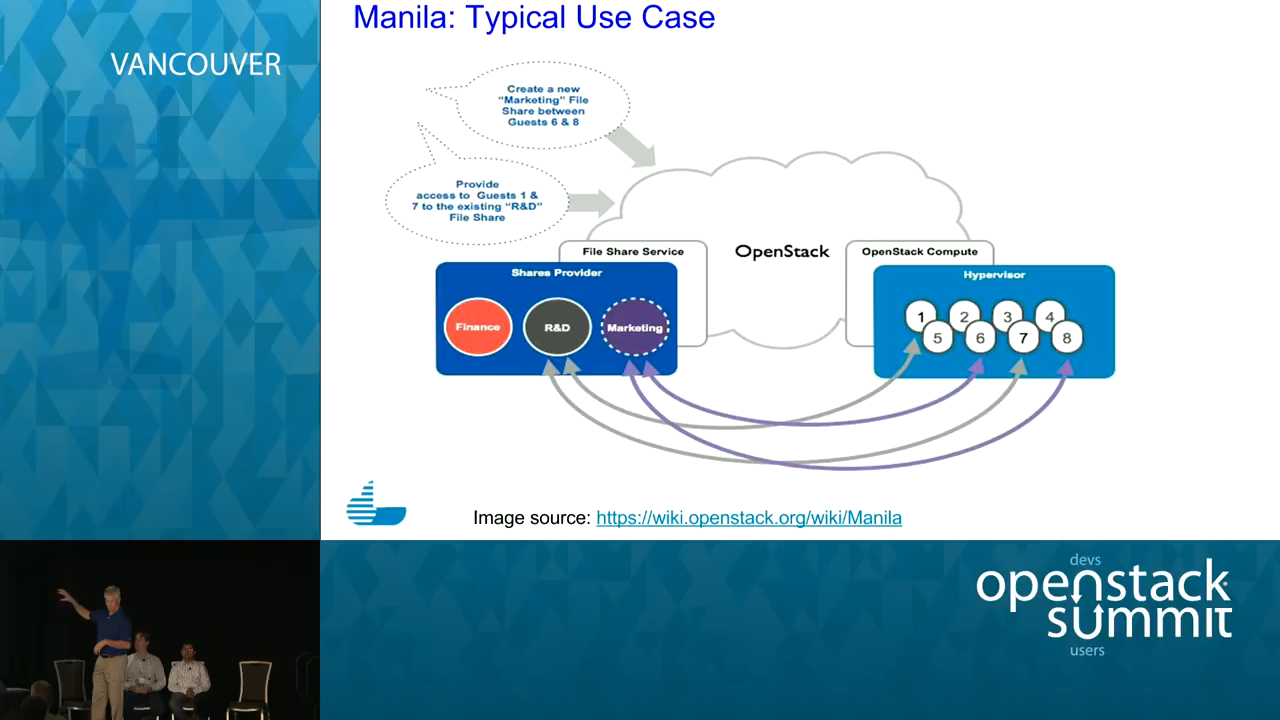 Manila: Typical Use Case
VANCOUVER
Create a new
"Marketing" File
Share between
Guests 6 & 8
Provide
access to Guests 1 &
7 to the existing "R&D"
File Share
File Share Service
OpenStack
OpenStack Compute
Shares Provider
Hypervisor
Finance
R&D
Marketing
1 2 3 4
5 6 7 8
Image source: https://wiki.openstack.org/wiki/Manila
devs
openstack
summit
users